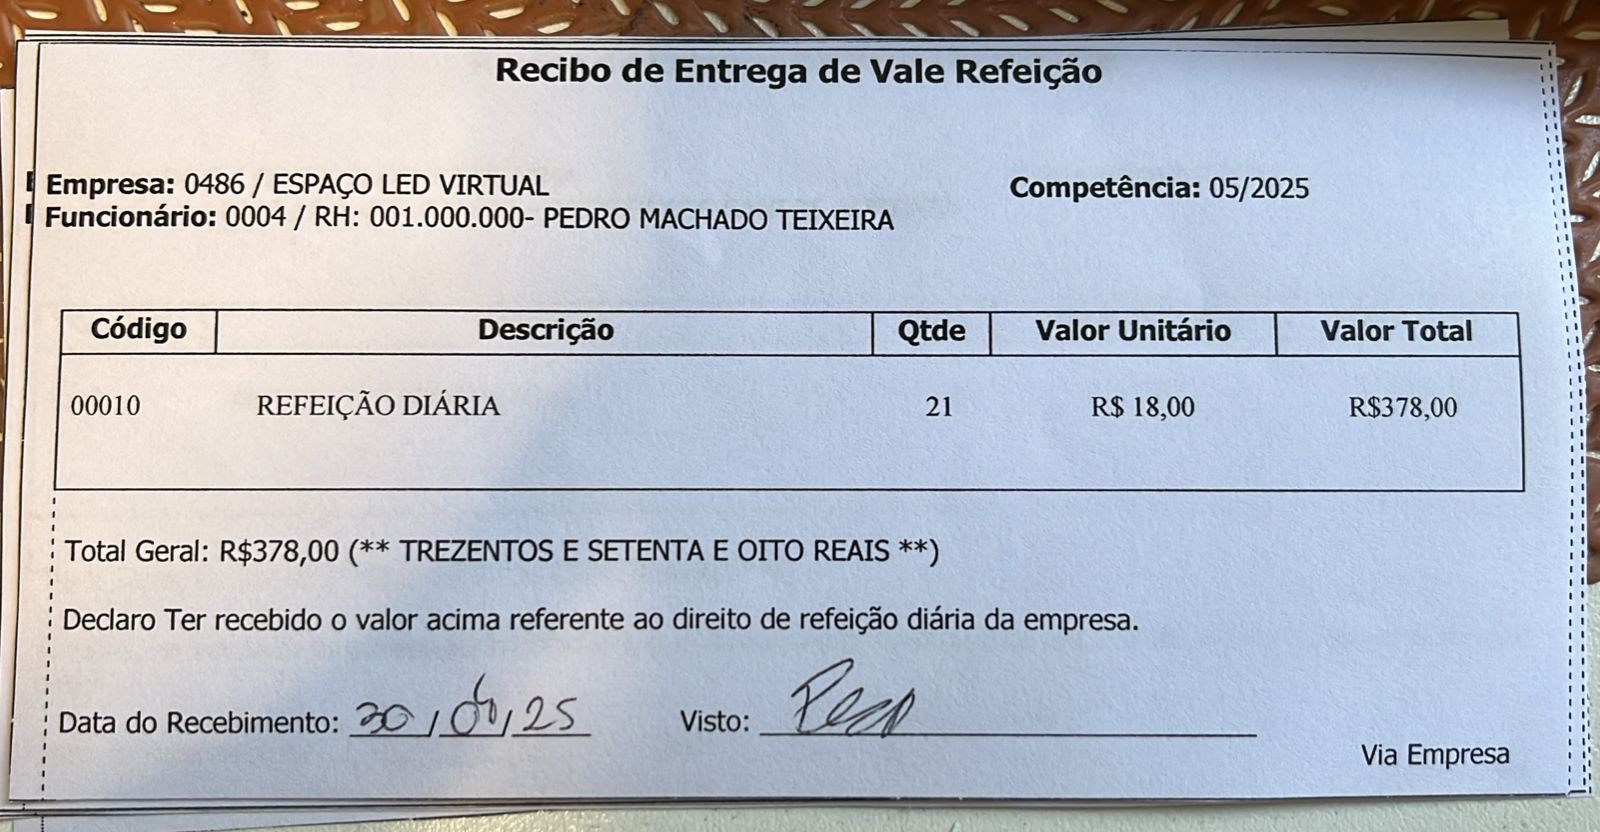 Recibo de Entrega de Vale Refeição
Empresa: 0486 / ESPAÇO LED VIRTUAL
Competência: 05/2025
Funcionário: 0004 / RH: 001.000.000- PEDRO MACHADO TEIXEIRA
Código Descrição Qtde Valor Unitário Valor Total
00010 REFEIÇÃO DIÁRIA 21 R$ 18,00 R$378,00
Total Geral: R$378,00 (** TREZENTOS E SETENTA E OITO REAIS **)
Declaro Ter recebido o valor acima referente ao direito de refeição diária da empresa.
Data do Recebimento: 30/ /25 Visto:
Via Empresa